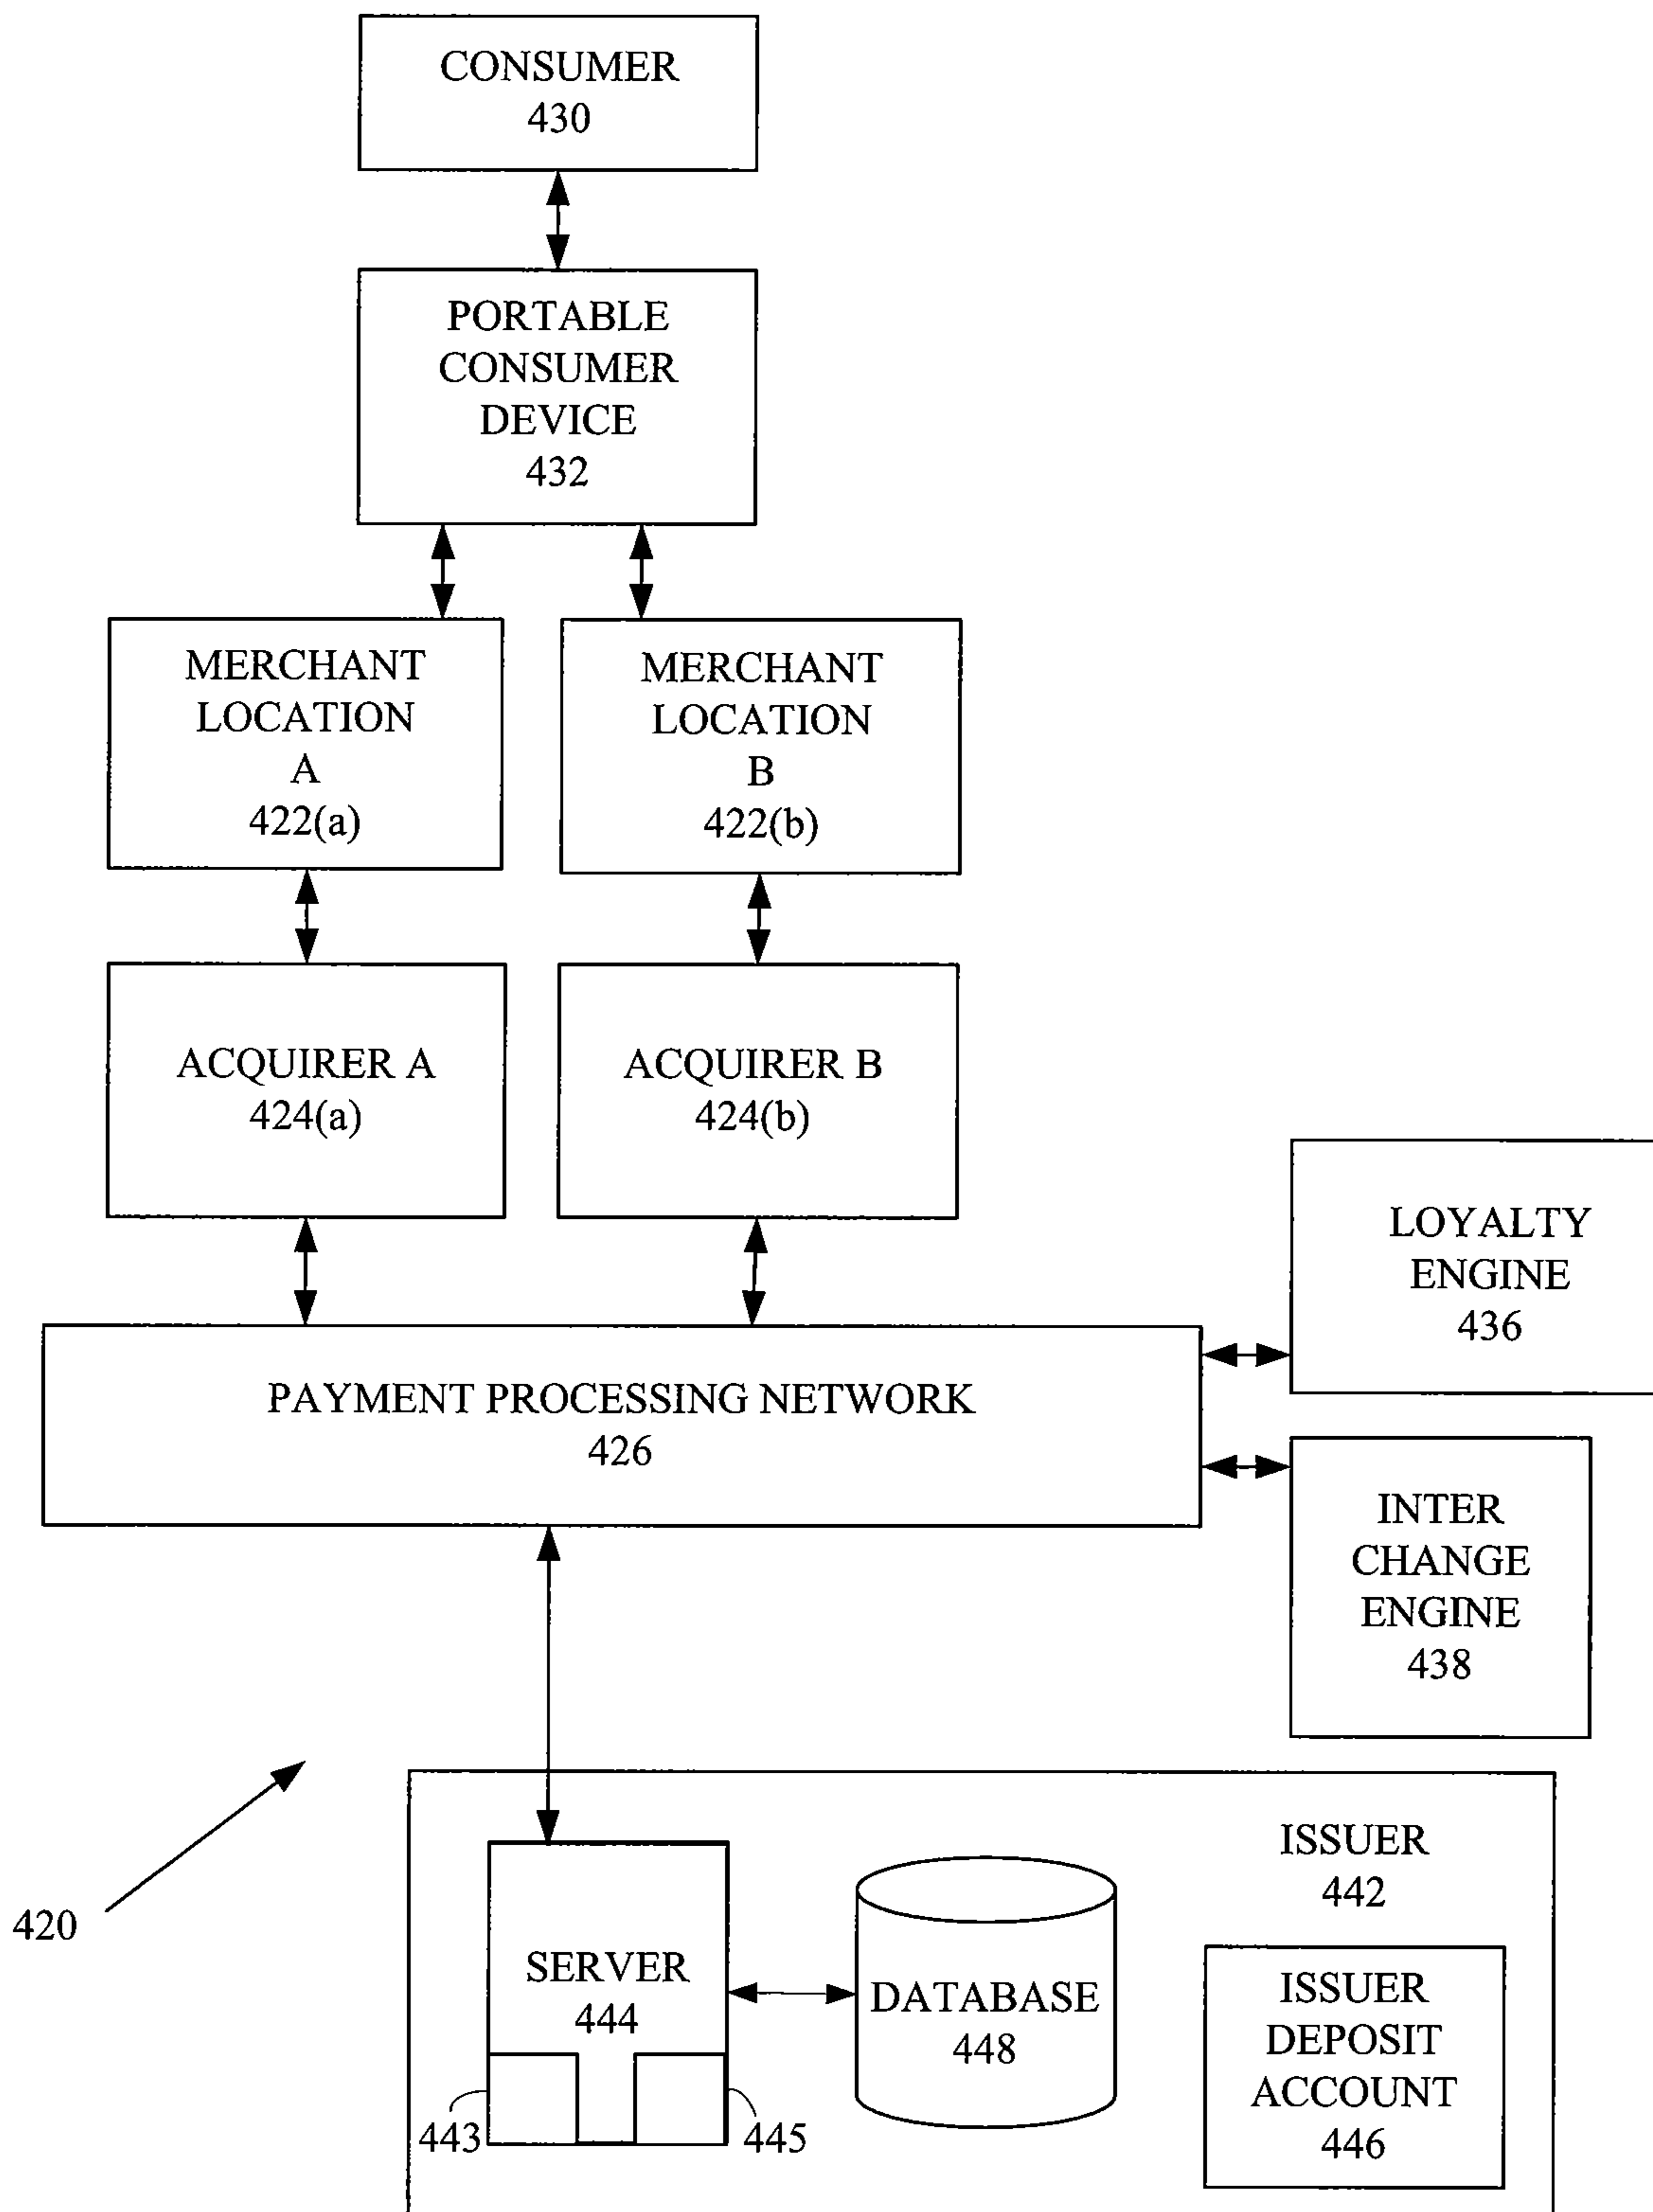 CONSUMER
430
PORTABLE
CONSUMER
DEVICE
432
MERCHANT
LOCATION
A
422(a)
MERCHANT
LOCATION
B
422(b)
ACQUIRER A
424(a)
ACQUIRER B
424(b)
LOYALTY
ENGINE
436
PAYMENT PROCESSING NETWORK
426
INTER
CHANGE
ENGINE
438
420
ISSUER
442
SERVER
444
443
445
DATABASE
448
ISSUER
DEPOSIT
ACCOUNT
446